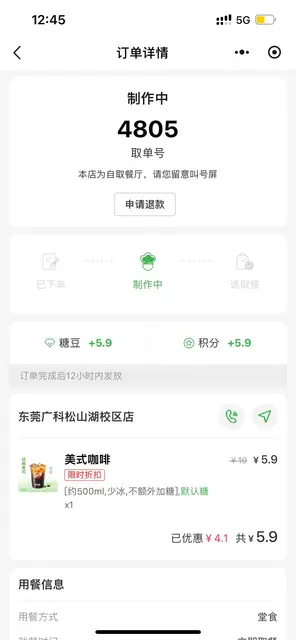 12:45
5G
订单详情
制作中
4805
取单号
本店为自取餐厅，请您留意叫号屏
申请退款
已下单
制作中
请取餐
糖豆 +5.9
积分 +5.9
订单完成后12小时内发放
东莞广科松山湖校区店
美式咖啡
¥10 ¥5.9
限时折扣
[约500ml,少冰,不额外加糖],默认糖
x1
已优惠¥4.1 共¥5.9
用餐信息
用餐方式
堂食